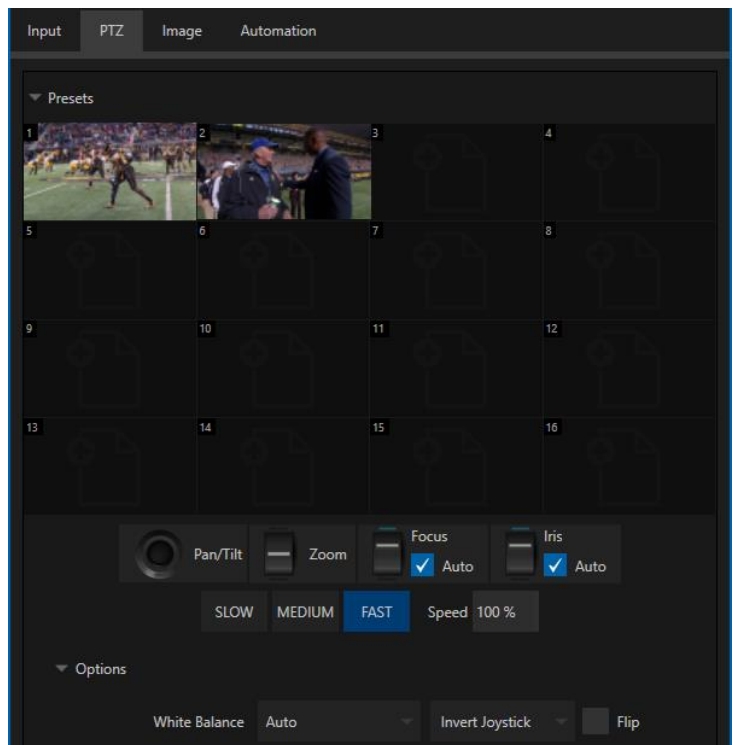 Input PTZ Image Automation
Presets
1 2 3 4
5 6 7 8
9 10 11 12
13 14 15 16
Pan/Tilt Zoom Focus Auto Iris Auto
SLOW MEDIUM FAST Speed 100 %
Options
White Balance Auto Invert Joystick Flip